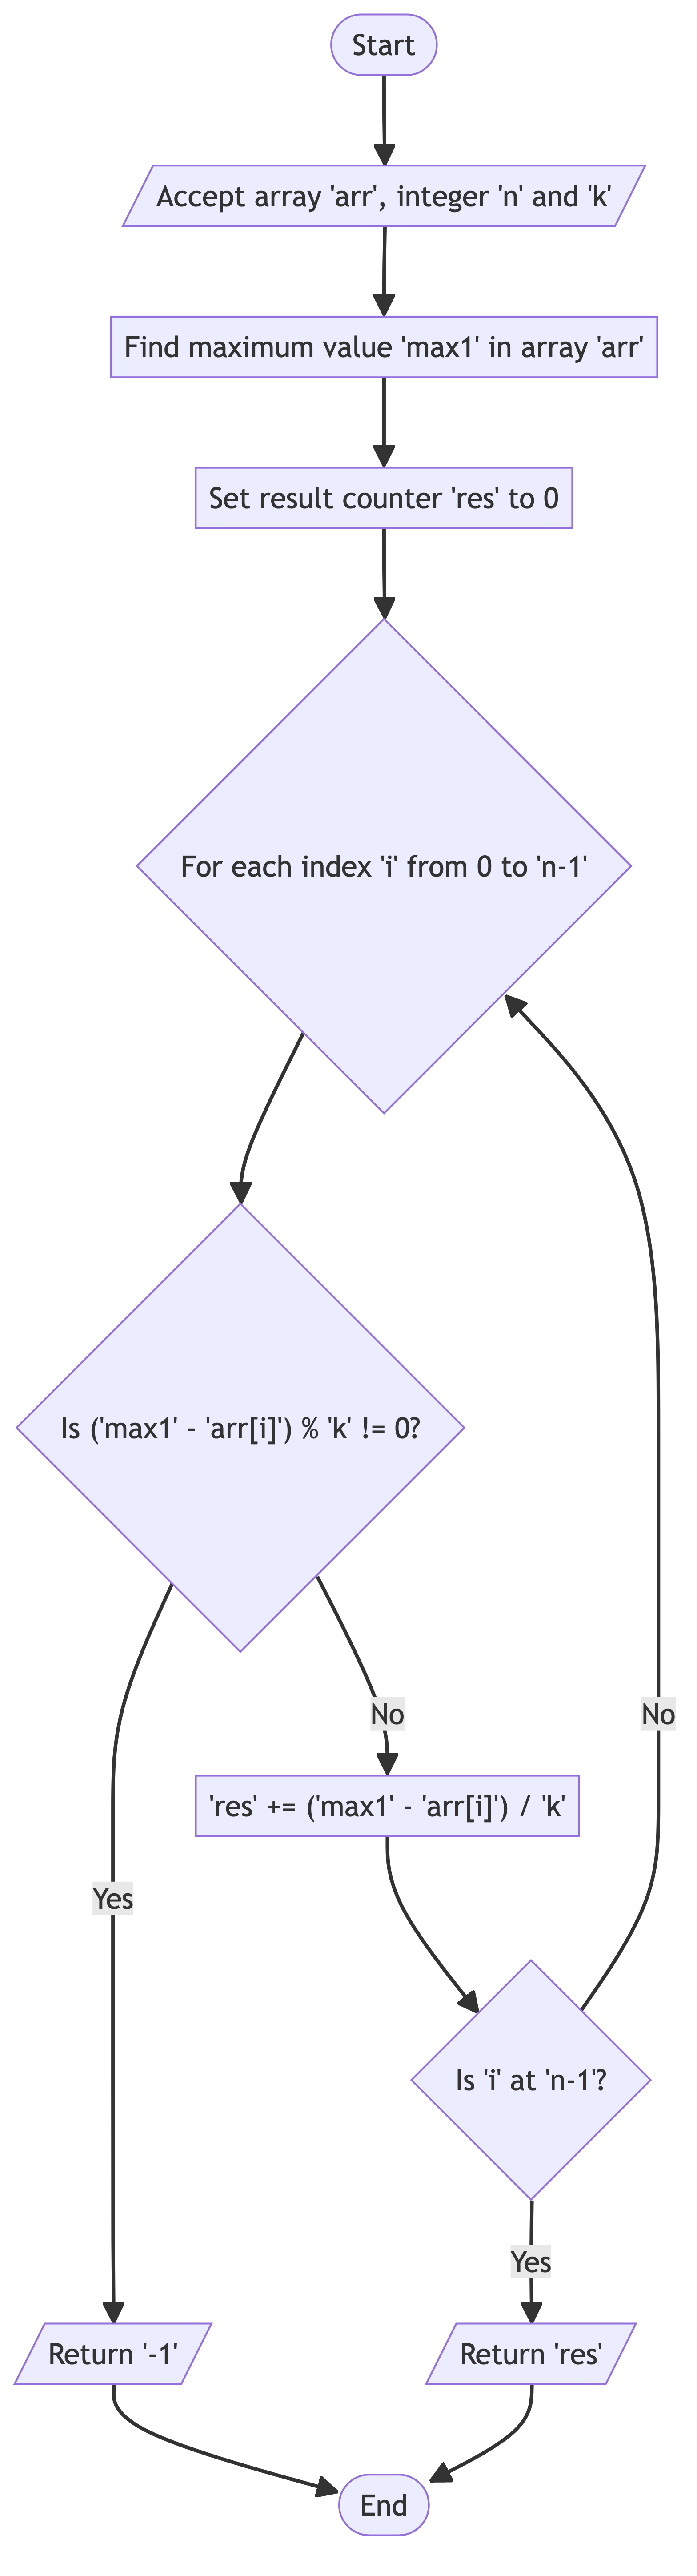 Start
Accept array 'arr', integer 'n' and 'k'
Find maximum value 'max1' in array 'arr'
Set result counter 'res' to 0
For each index 'i' from 0 to 'n-1'
Is ('max1' - 'arr[i]') % 'k' != 0?
No
No
'res' += ('max1' - 'arr[i]') / 'k'
Yes
Is 'i' at 'n-1'?
Yes
Return '-1'
Return 'res'
End